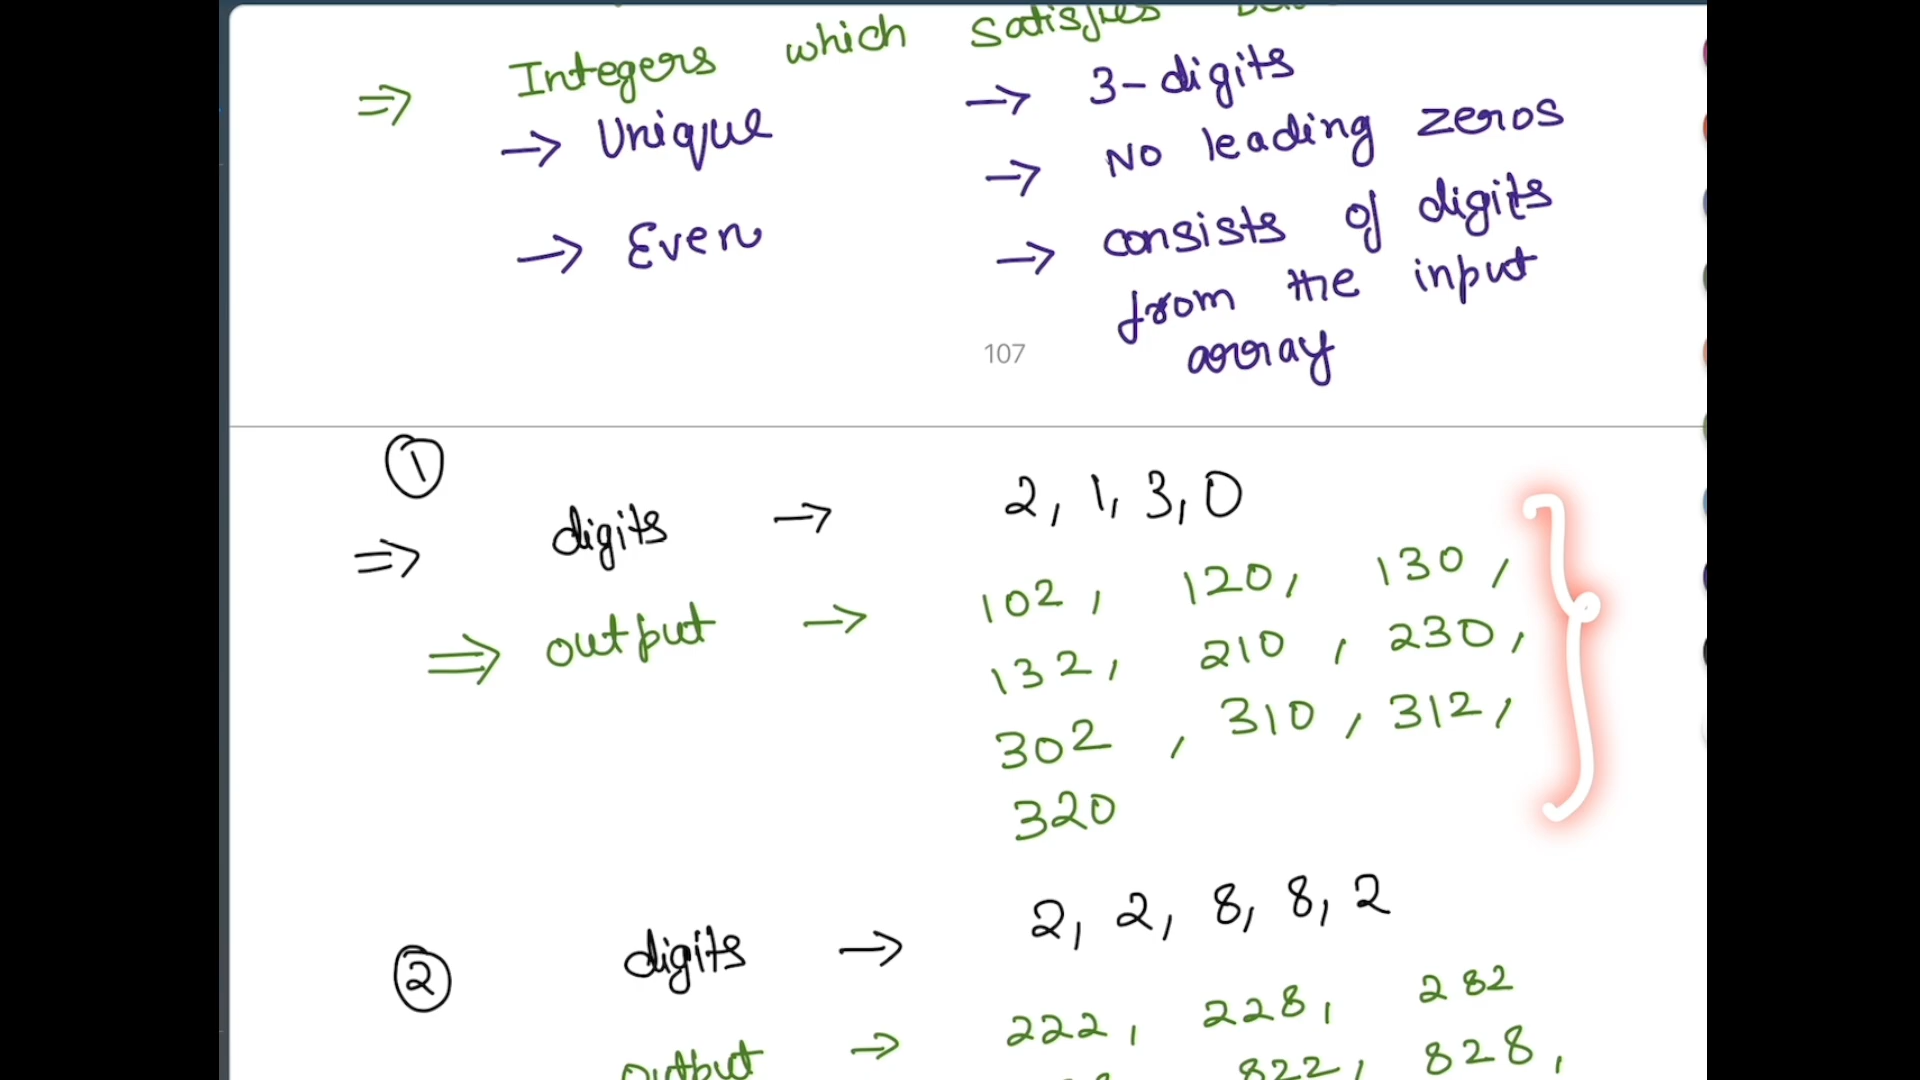 ⇒ Integers which satisfies
→ Unique → 3-digits
→ No leading zeros
→ Even → consists of digits
from the input
array
107
①
⇒ digits → 2, 1, 3, 0
⇒ output → 102, 120, 130,
132, 210, 230,
302, 310, 312,
320
② digits → 2, 2, 8, 8, 2
output → 222, 228, 282
822, 828,